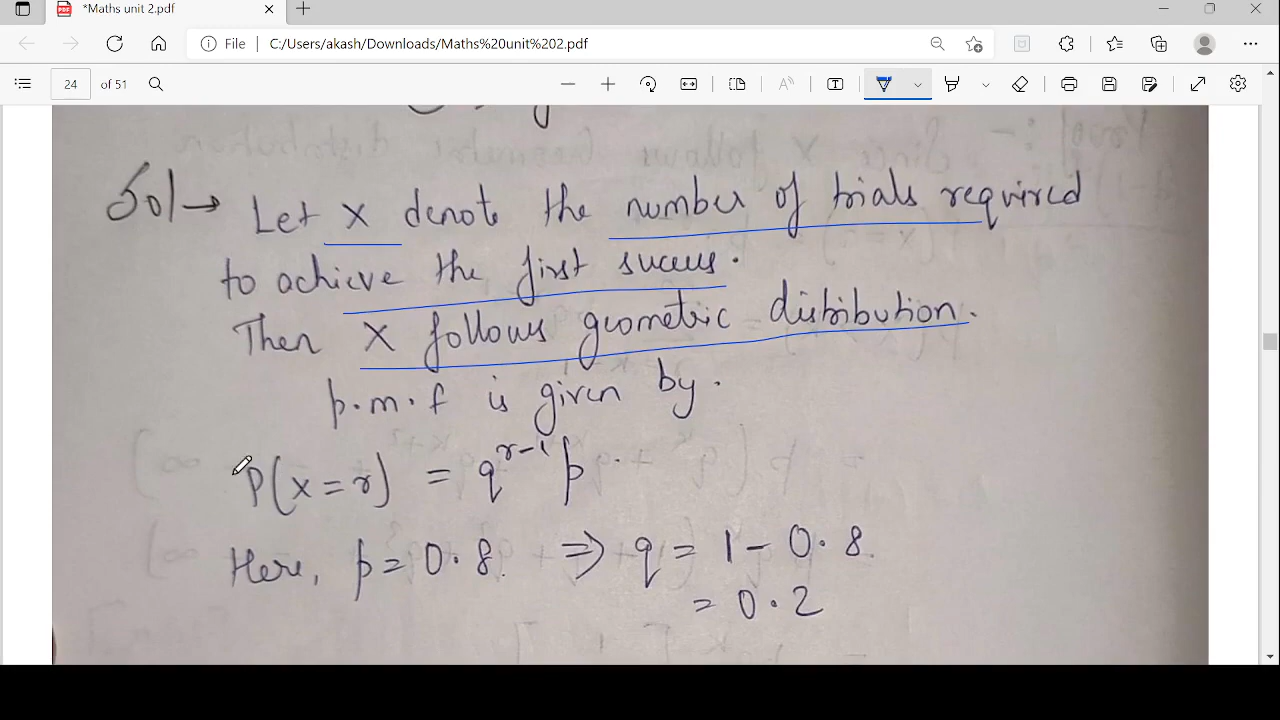 *Maths unit 2.pdf
File
C:/Users/akash/Downloads/Maths%20unit%202.pdf
24 of 51
Sol → Let X denote the number of trials required
to achieve the first success.
Then X follows geometric distribution.
p.m.f is given by.
P(X=r) = q^{r-1} p.
Here, p = 0.8. ⇒ q = 1 - 0.8.
= 0.2